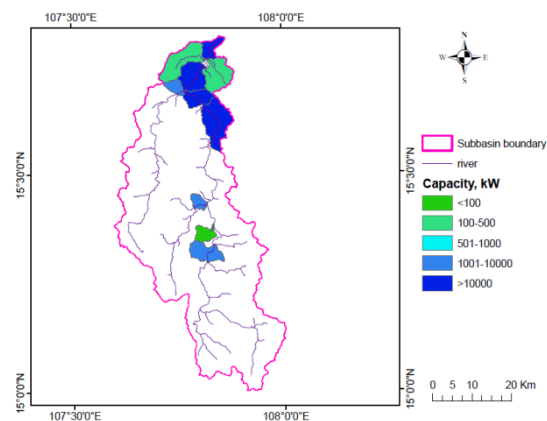 107°30'0"E 108°0'0"E
N
W E
S
15°30'0"N
15°30'0"N
Subbasin boundary
river
Capacity, kW
<100
100-500
501-1000
1001-10000
>10000
15°0'0"N
15°0'0"N
0 5 10 20 Km
107°30'0"E 108°0'0"E